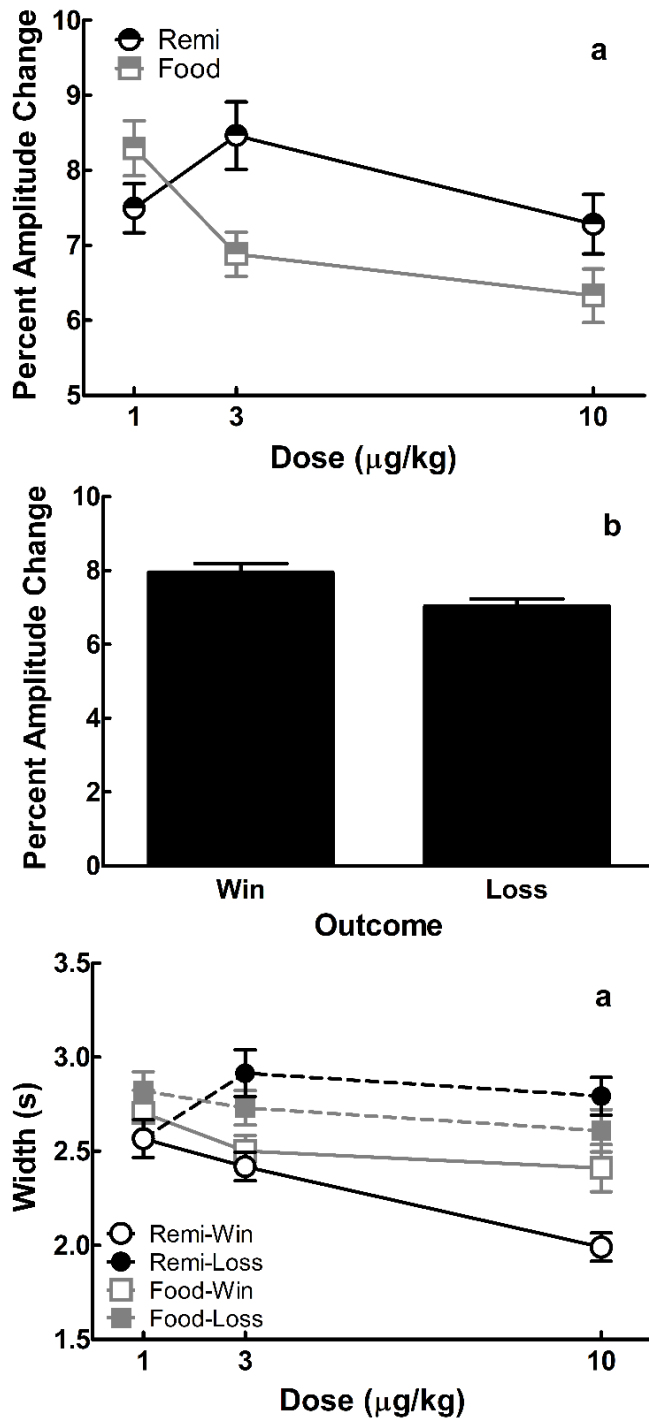 10
9
8
7
6
5
Percent Amplitude Change
Remi
Food
a
1 3 10
Dose (μg/kg)
10
8
6
4
2
0
Percent Amplitude Change
b
Win Loss
Outcome
3.5
3.0
2.5
2.0
1.5
Width (s)
a
Remi-Win
Remi-Loss
Food-Win
Food-Loss
1 3 10
Dose (μg/kg)